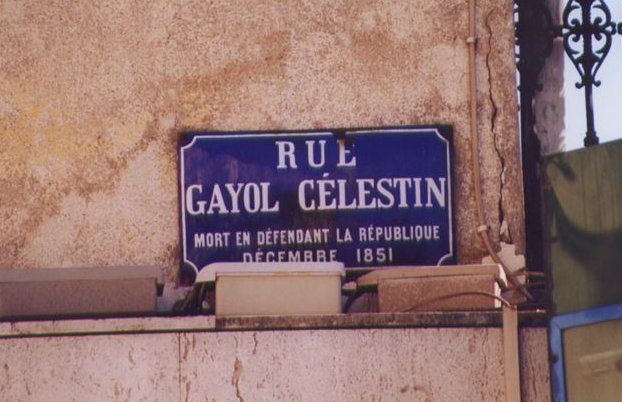 RUE
GAYOL CÉLESTIN
MORT EN DÉFENDANT LA RÉPUBLIQUE
DÉCEMBRE 1851